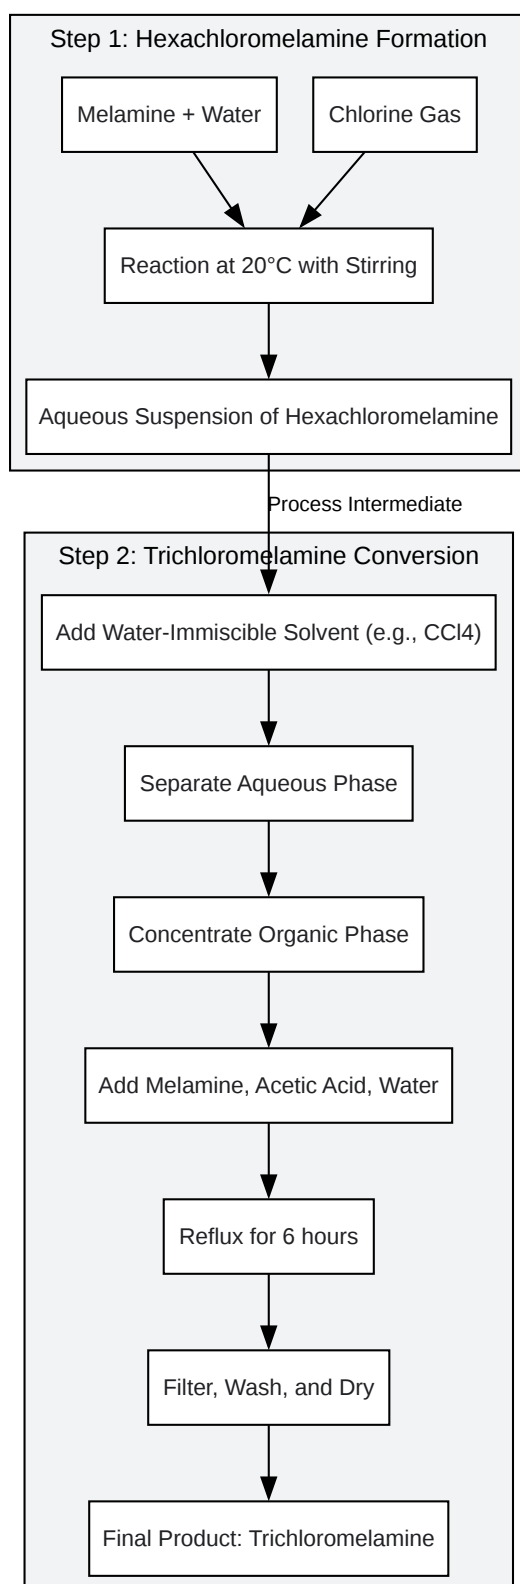 Step 1: Hexachloromelamine Formation
Melamine + Water
Chlorine Gas
Reaction at 20°C with Stirring
Aqueous Suspension of Hexachloromelamine
Process Intermediate
Step 2: Trichloromelamine Conversion
Add Water-Immiscible Solvent (e.g., CCl4)
Separate Aqueous Phase
Concentrate Organic Phase
Add Melamine, Acetic Acid, Water
Reflux for 6 hours
Filter, Wash, and Dry
Final Product: Trichloromelamine